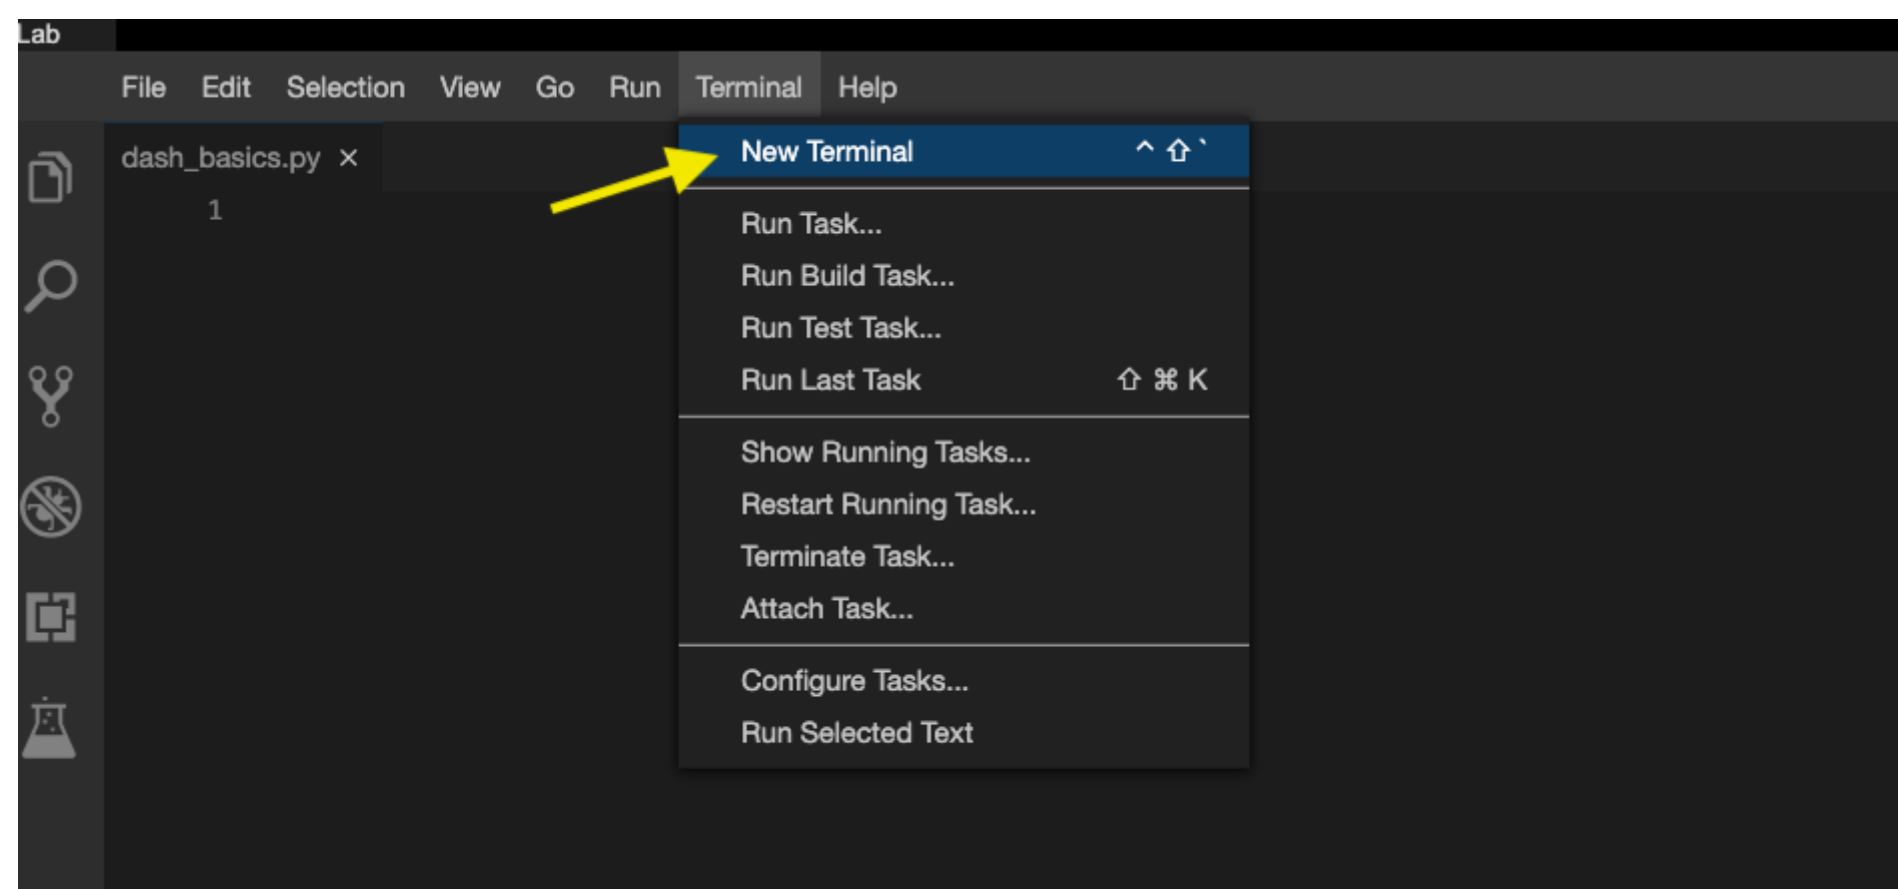 Lab
File Edit Selection View Go Run Terminal Help
dash_basics.py ×
1
New Terminal ^⇧`
Run Task...
Run Build Task...
Run Test Task...
Run Last Task ⇧⌘K
Show Running Tasks...
Restart Running Task...
Terminate Task...
Attach Task...
Configure Tasks...
Run Selected Text